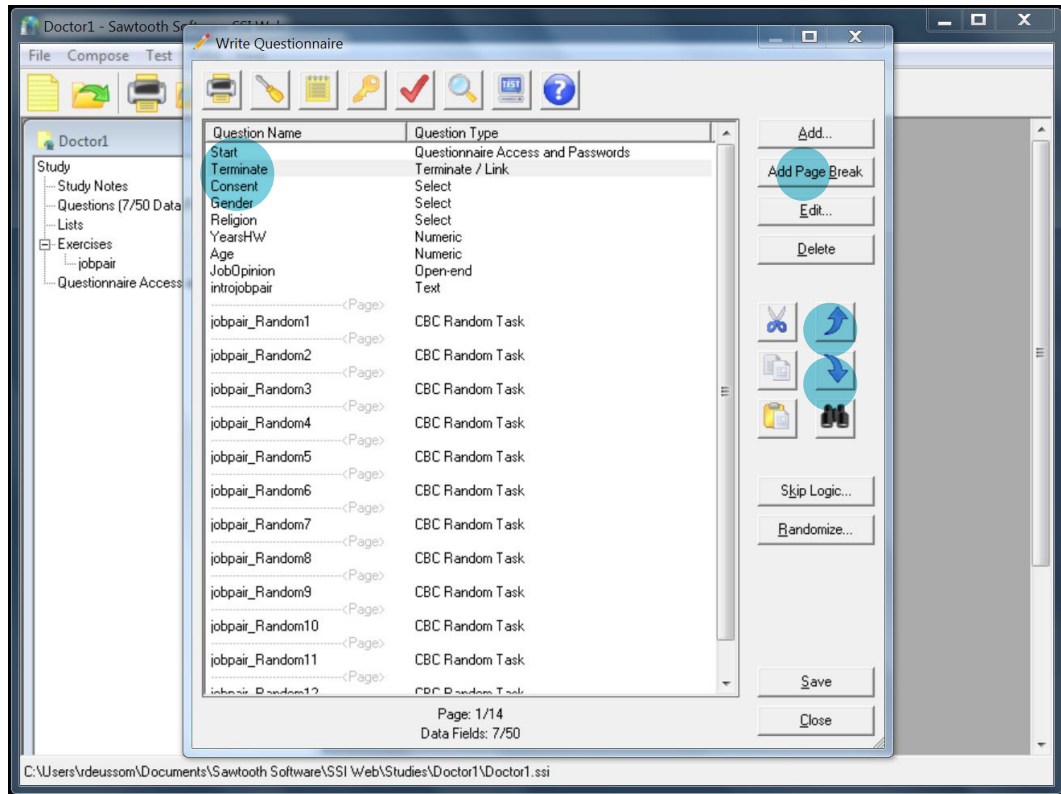 Doctor1 - Sawtooth So
Write Questionnaire
File Compose Test
TEST
Doctor1
Study
Study Notes
Questions (7/50 Data
Lists
Exercises
jobpair
Questionnaire Access
Question Name Question Type
Start Questionnaire Access and Passwords
Terminate Terminate / Link
Consent Select
Gender Select
Religion Select
YearsHW Numeric
Age Numeric
JobOpinion Open-end
introjobpair Text
<Page>
jobpair_Random1 CBC Random Task
<Page>
jobpair_Random2 CBC Random Task
<Page>
jobpair_Random3 CBC Random Task
<Page>
jobpair_Random4 CBC Random Task
<Page>
jobpair_Random5 CBC Random Task
<Page>
jobpair_Random6 CBC Random Task
<Page>
jobpair_Random7 CBC Random Task
<Page>
jobpair_Random8 CBC Random Task
<Page>
jobpair_Random9 CBC Random Task
<Page>
jobpair_Random10 CBC Random Task
<Page>
jobpair_Random11 CBC Random Task
<Page>
jobpair_Random12 CBC Random Task
Page: 1/14
Data Fields: 7/50
Add...
Add Page Break
Edit...
Delete
Skip Logic...
Randomize...
Save
Close
C:\Users\rdeussom\Documents\Sawtooth Software\SSI Web\Studies\Doctor1\Doctor1.ssi